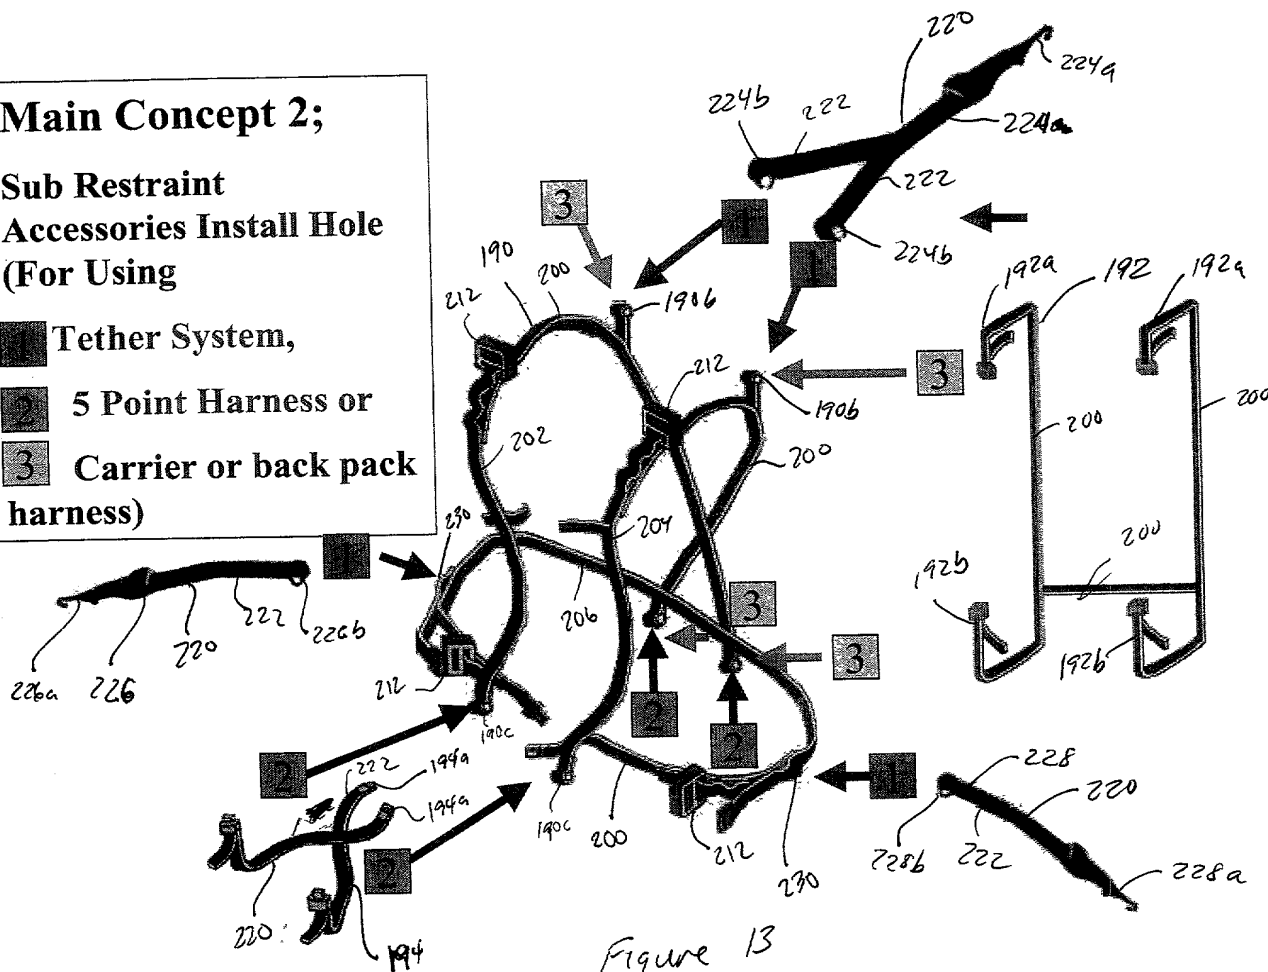 Main Concept 2;
Sub Restraint
Accessories Install Hole
(For Using
1 Tether System,
2 5 Point Harness or
3 Carrier or back pack
harness)
220
224a
224b
222
224a
222
224b
3
1
1
190
200
212
190b
192a
192
192a
212
3
190b
200
200
202
200
204
230
200
1
206
192b
192b
3
3
226a
226
220
222
226b
212
190c
2
2
2
222
194a
194a
190c
200
212
230
1
228
220
228b
222
228a
2
220
194
Figure 13